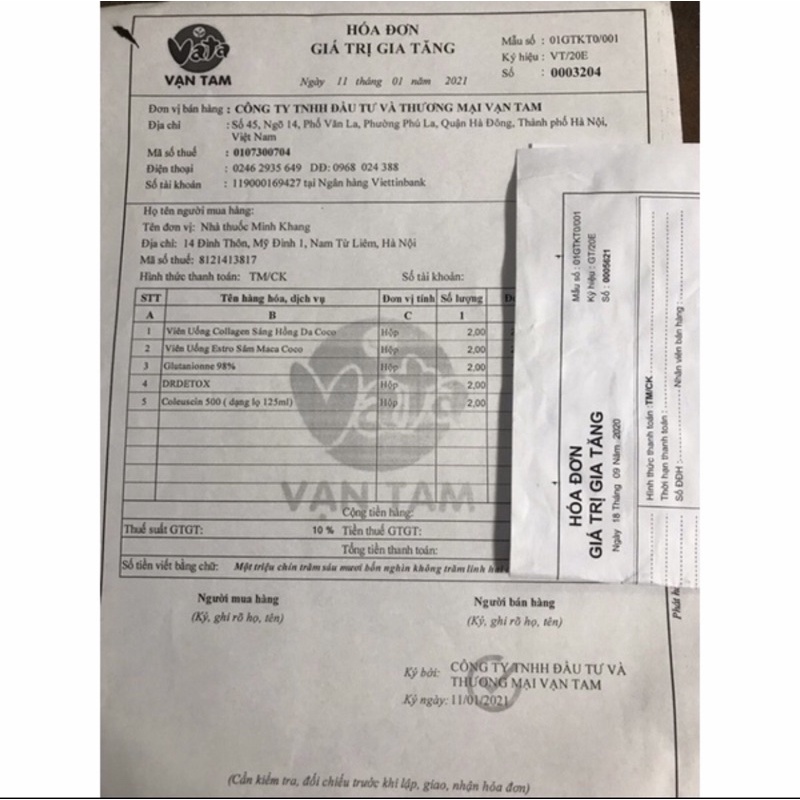 Vata
VẠN TAM
HÓA ĐƠN
GIÁ TRỊ GIA TĂNG
Ngày 11 tháng 01 năm 2021
Mẫu số : 01GTKT0/001
Ký hiệu : VT/20E
Số : 0003204
Đơn vị bán hàng : CÔNG TY TNHH ĐẦU TƯ VÀ THƯƠNG MẠI VẠN TAM
Địa chỉ : Số 45, Ngõ 14, Phố Văn La, Phường Phú La, Quận Hà Đông, Thành phố Hà Nội,
Việt Nam
Mã số thuế : 0107300704
Điện thoại : 0246 2935 649 DĐ: 0968 024 388
Số tài khoản : 119000169427 tại Ngân hàng Viettinbank
Họ tên người mua hàng:
Tên đơn vị: Nhà thuốc Minh Khang
Địa chỉ: 14 Đình Thôn, Mỹ Đình 1, Nam Từ Liêm, Hà Nội
Mã số thuế: 8121413817
Hình thức thanh toán: TM/CK Số tài khoản:
STT Tên hàng hóa, dịch vụ Đơn vị tính Số lượng
A B C 1
1 Viên Uống Collagen Sáng Hồng Da Coco Hộp 2,00
2 Viên Uống Estro Sâm Maca Coco Hộp 2,00
3 Glutanionne 98% Hộp 2,00
4 DRDETOX Hộp 2,00
5 Coleuscin 500 ( dạng lọ 125ml) Hộp 2,00
Vata
VẠN TAM
Cộng tiền hàng:
Thuế suất GTGT: 10 % Tiền thuế GTGT:
Tổng tiền thanh toán:
Số tiền viết bằng chữ: Một triệu chín trăm sáu mươi bốn nghìn không trăm linh hai
Người mua hàng
(Ký, ghi rõ họ, tên)
Người bán hàng
(Ký, ghi rõ họ, tên)
Ký bởi: CÔNG TY TNHH ĐẦU TƯ VÀ
THƯƠNG MẠI VẠN TAM
Ký ngày: 11/01/2021
(Cần kiểm tra, đối chiếu trước khi lập, giao, nhận hóa đơn)
HÓA ĐƠN
GIÁ TRỊ GIA TĂNG
Ngày 18 Tháng 09 Năm 2020
Mẫu số : 01GTKT0/001
Ký hiệu : GT/20E
Số : 0005621
Hình thức thanh toán :TM/CK
Thời hạn thanh toán :
Số ĐĐH : Nhân viên bán hàng :